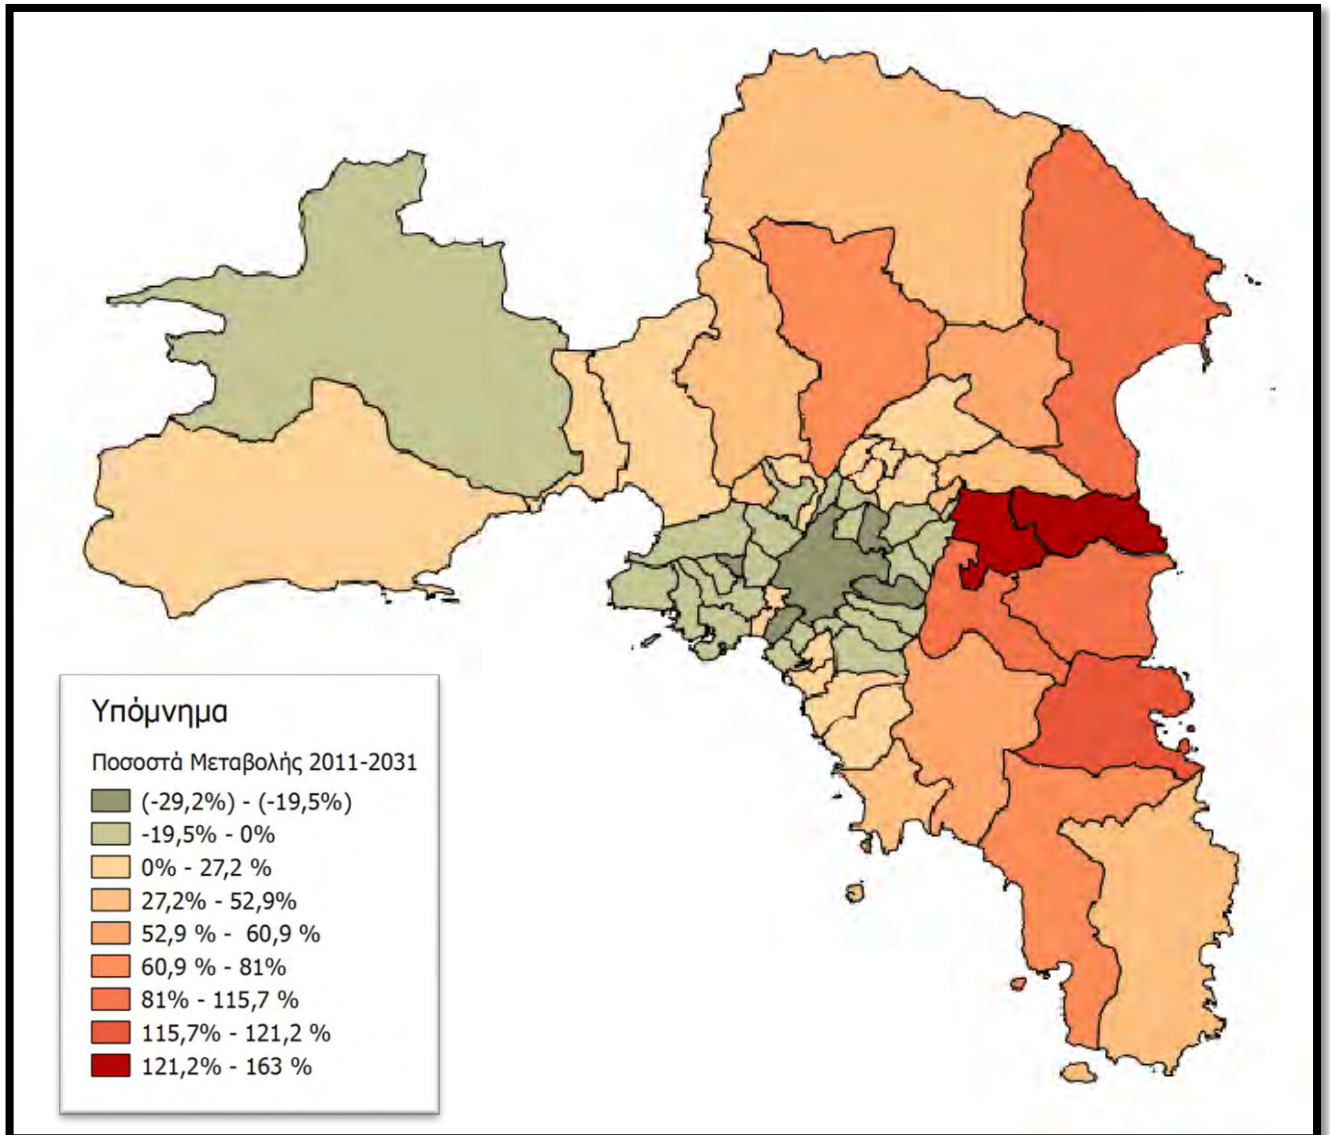 Υπόμνημα
Ποσοστά Μεταβολής 2011-2031
(-29,2%) - (-19,5%)
-19,5% - 0%
0% - 27,2 %
27,2% - 52,9%
52,9 % -  60,9 %
60,9 % - 81%
81% - 115,7 %
115,7% - 121,2 %
121,2% - 163 %